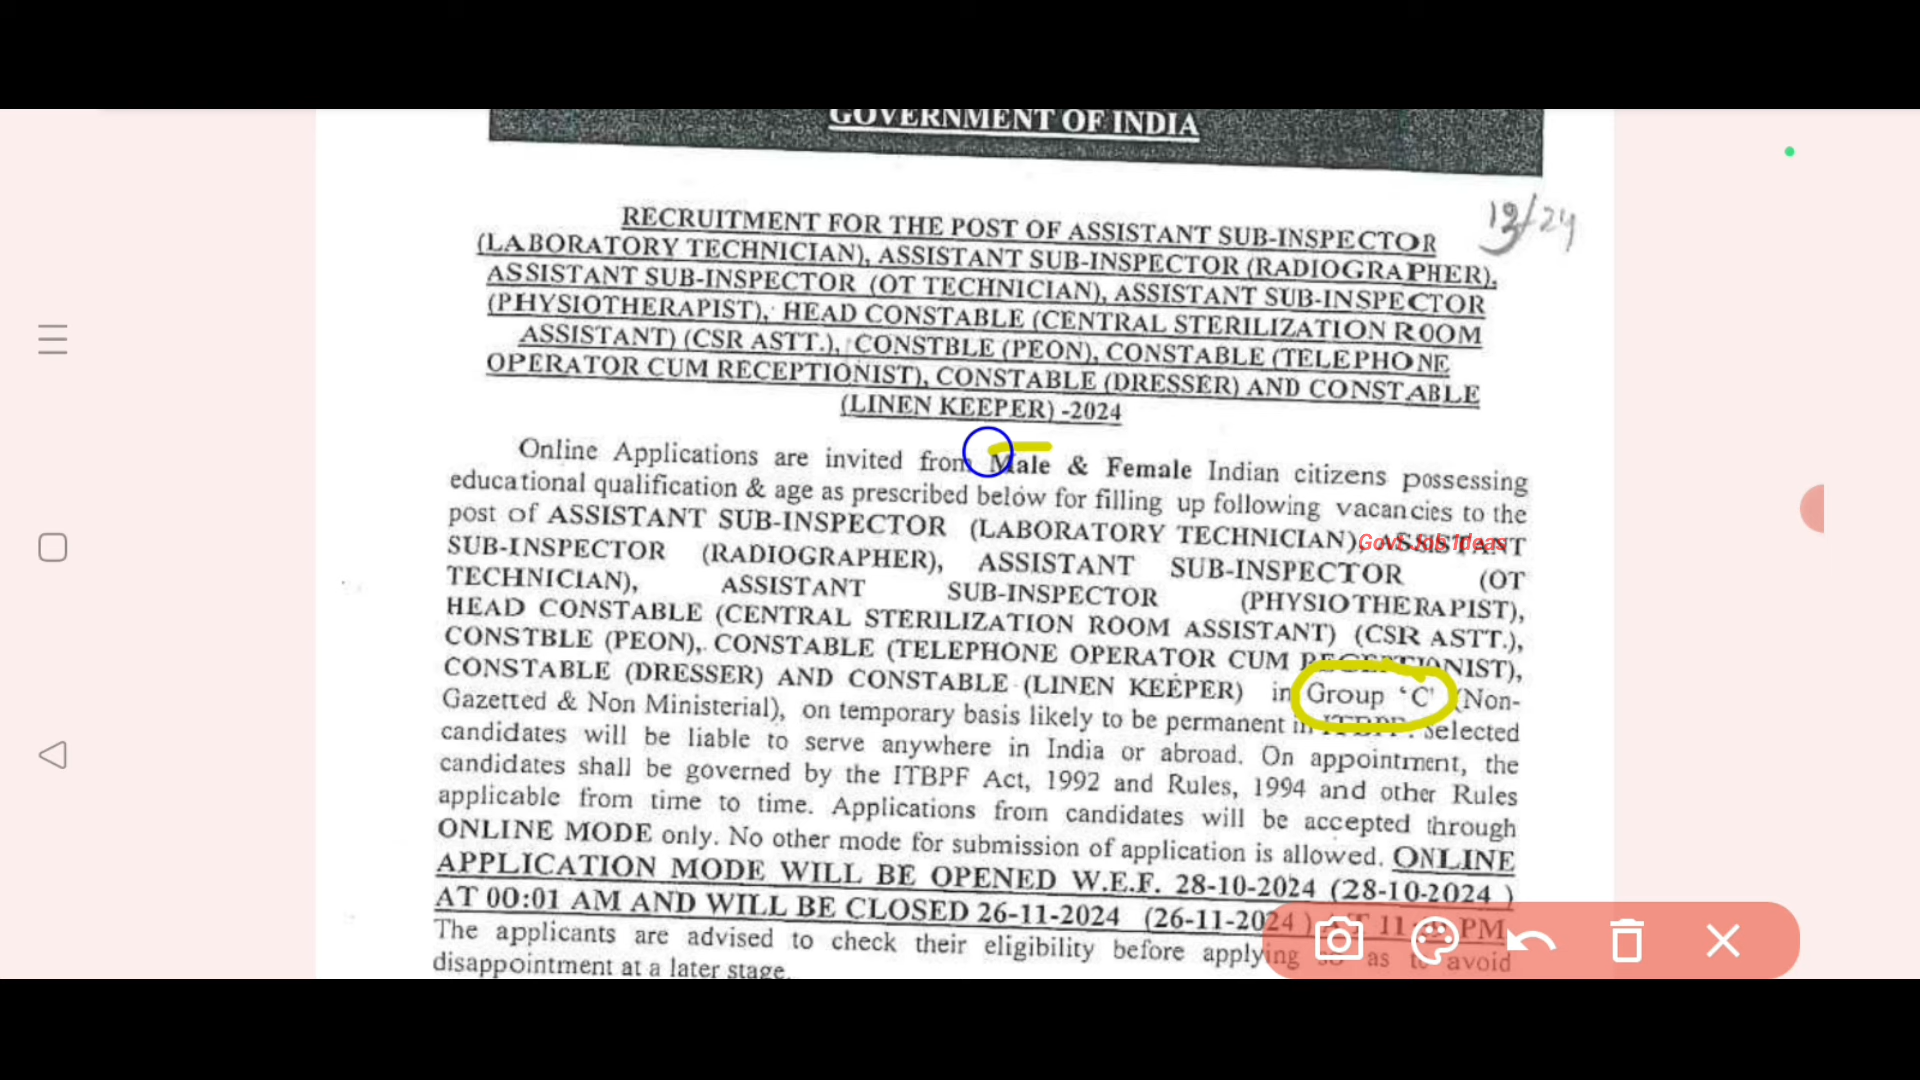 GOVERNMENT OF INDIA
RECRUITMENT FOR THE POST OF ASSISTANT SUB-INSPECTOR
(LABORATORY TECHNICIAN), ASSISTANT SUB-INSPECTOR (RADIOGRAPHER),
ASSISTANT SUB-INSPECTOR (OT TECHNICIAN), ASSISTANT SUB-INSPECTOR
(PHYSIOTHERAPIST), HEAD CONSTABLE (CENTRAL STERILIZATION ROOM
ASSISTANT) (CSR ASTT.), CONSTBLE (PEON), CONSTABLE (TELEPHONE
OPERATOR CUM RECEPTIONIST), CONSTABLE (DRESSER) AND CONSTABLE
(LINEN KEEPER) -2024
Online Applications are invited from Male & Female Indian citizens possessing
educational qualification & age as prescribed below for filling up following vacancies to the
post of ASSISTANT SUB-INSPECTOR (LABORATORY TECHNICIAN), ASSISTANT
Govt Job Ideas
SUB-INSPECTOR (RADIOGRAPHER), ASSISTANT SUB-INSPECTOR (OT
TECHNICIAN), ASSISTANT SUB-INSPECTOR (PHYSIOTHERAPIST),
HEAD CONSTABLE (CENTRAL STERILIZATION ROOM ASSISTANT) (CSR ASTT.),
CONSTBLE (PEON), CONSTABLE (TELEPHONE OPERATOR CUM RECEPTIONIST),
CONSTABLE (DRESSER) AND CONSTABLE (LINEN KEEPER) in Group 'C' (Non-
Gazetted & Non Ministerial), on temporary basis likely to be permanent in ITBPF. Selected
candidates will be liable to serve anywhere in India or abroad. On appointment, the
candidates shall be governed by the ITBPF Act, 1992 and Rules, 1994 and other Rules
applicable from time to time. Applications from candidates will be accepted through
ONLINE MODE only. No other mode for submission of application is allowed. ONLINE
APPLICATION MODE WILL BE OPENED W.E.F. 28-10-2024 (28-10-2024 )
AT 00:01 AM AND WILL BE CLOSED 26-11-2024 (26-11-2024 ) AT PM.
The applicants are advised to check their eligibility before applying so as to avoid
disappointment at a later stage.